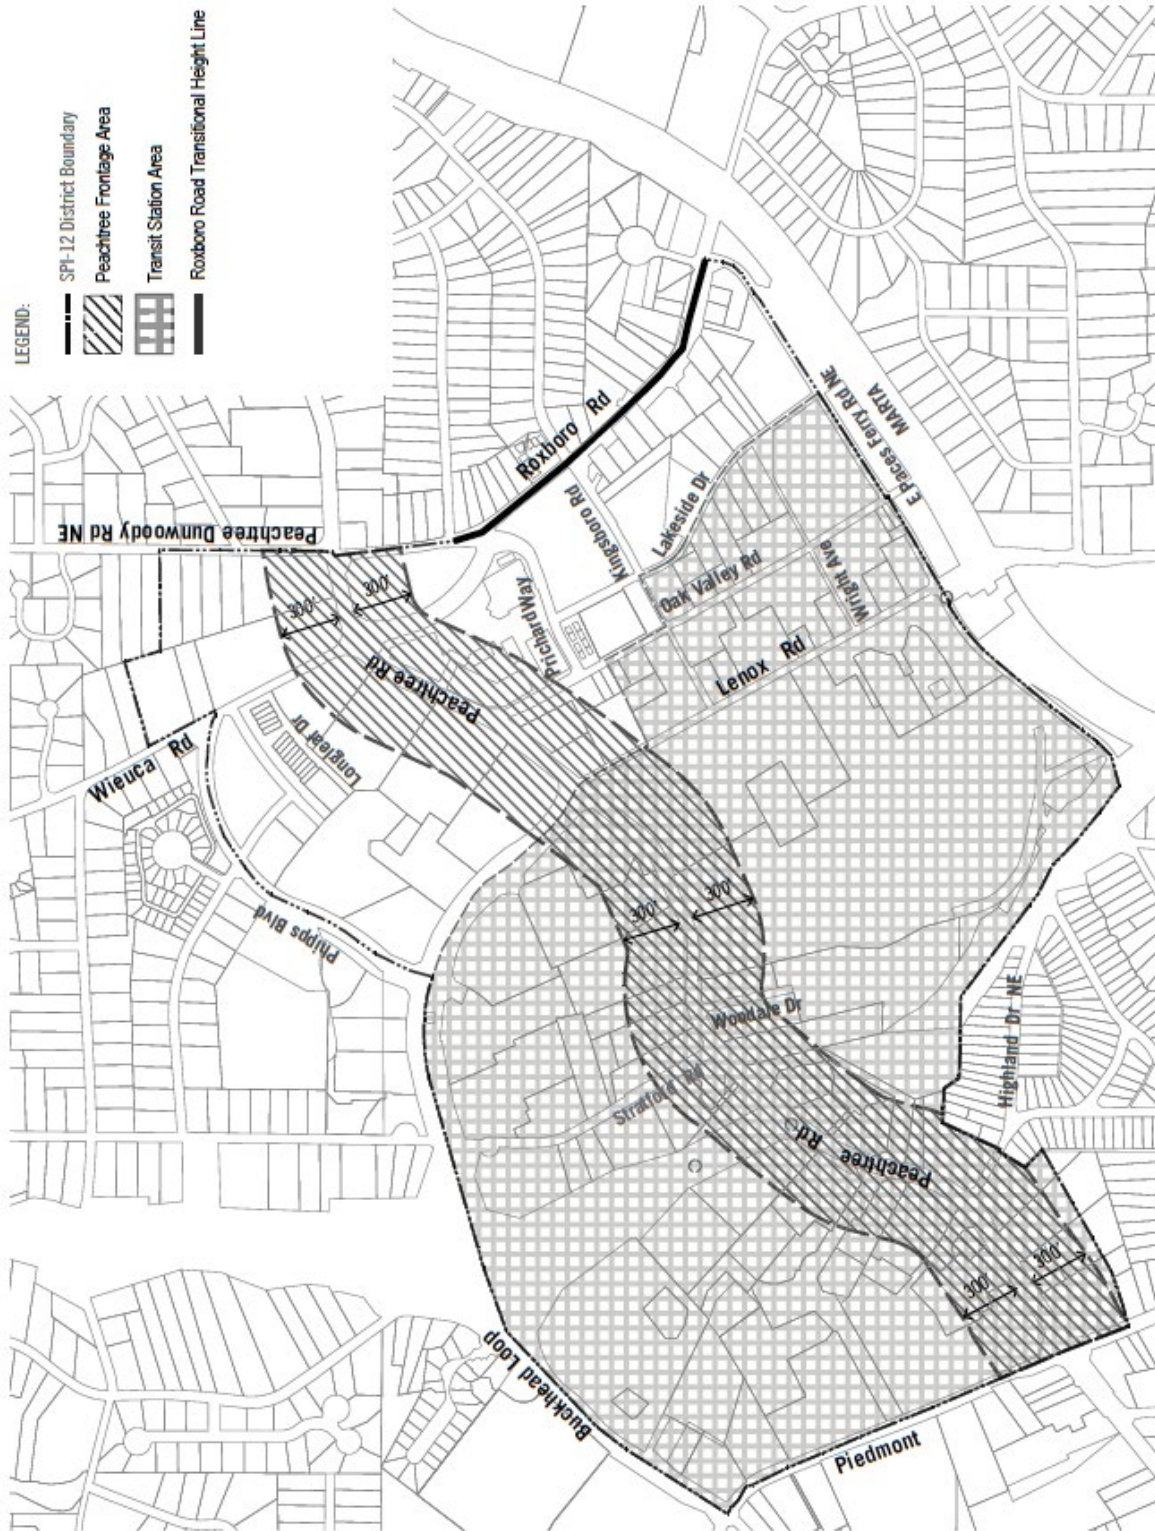 LEGEND:
SPI-12 District Boundary
Peachtree Frontage Area
Transit Station Area
Roxboro Road Transitional Height Line
Peachtree Dunwoody Rd NE
Roxboro Rd
E Paces Ferry Rd NE
MARTA
Kingsboro Rd
Lakeside Dr
Prichard Way
Oak Valley Rd
Wright Ave
Lenox Rd
300'
300'
Peachtree Rd
Longleaf Dr
Wieuca Rd
Phipps Blvd
300'
300'
Woodale Dr
Stratford Rd
Highland Dr NE
Peachtree Rd
300'
300'
Buckhead Loop
Piedmont